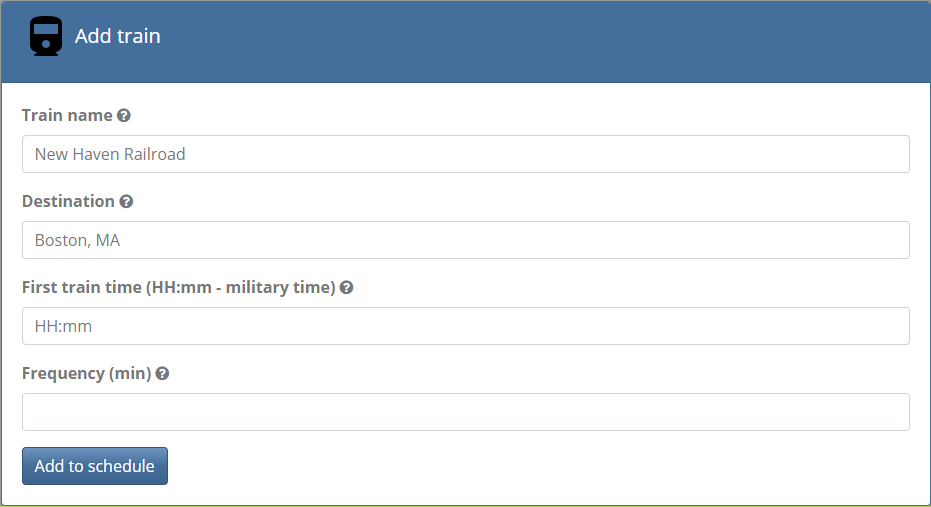 Add train
Train name
New Haven Railroad
Destination
Boston, MA
First train time (HH:mm - military time)
HH:mm
Frequency (min)
Add to schedule